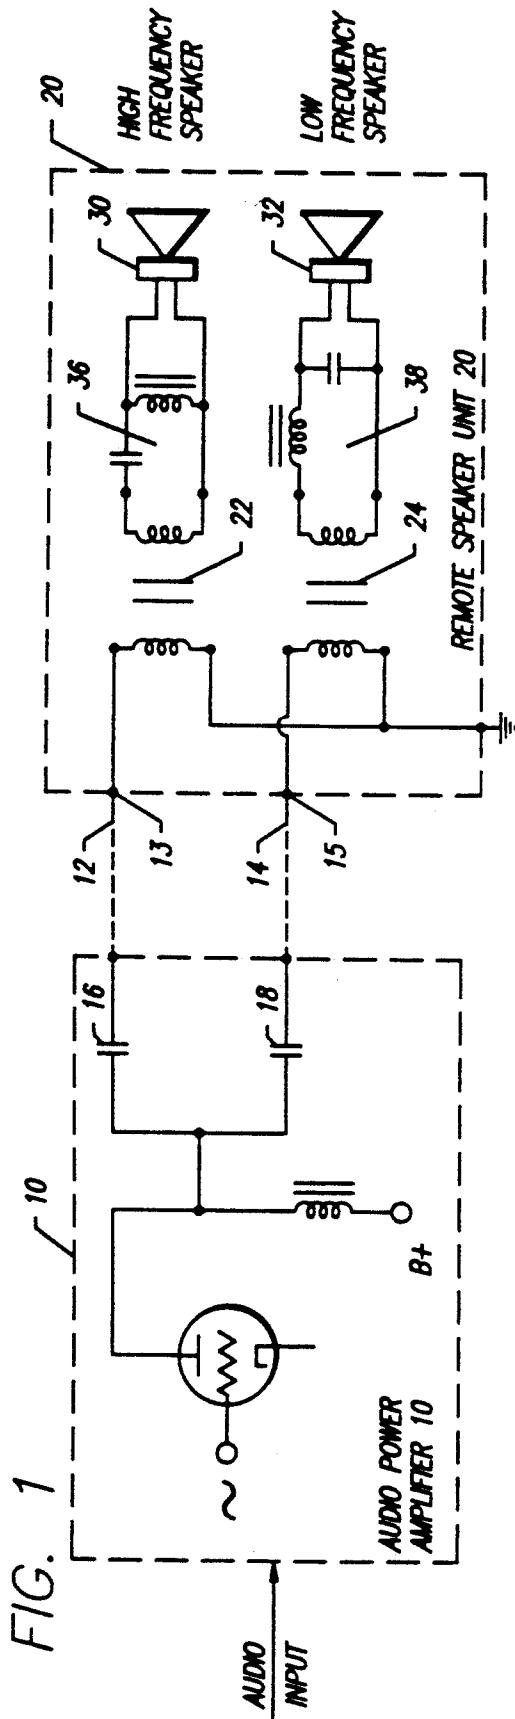 FIG. 1
AUDIO
INPUT
10
AUDIO POWER
AMPLIFIER 10
~
B+
16
18
12
13
14
15
20
22
24
36
38
30
32
HIGH
FREQUENCY
SPEAKER
LOW
FREQUENCY
SPEAKER
REMOTE SPEAKER UNIT 20